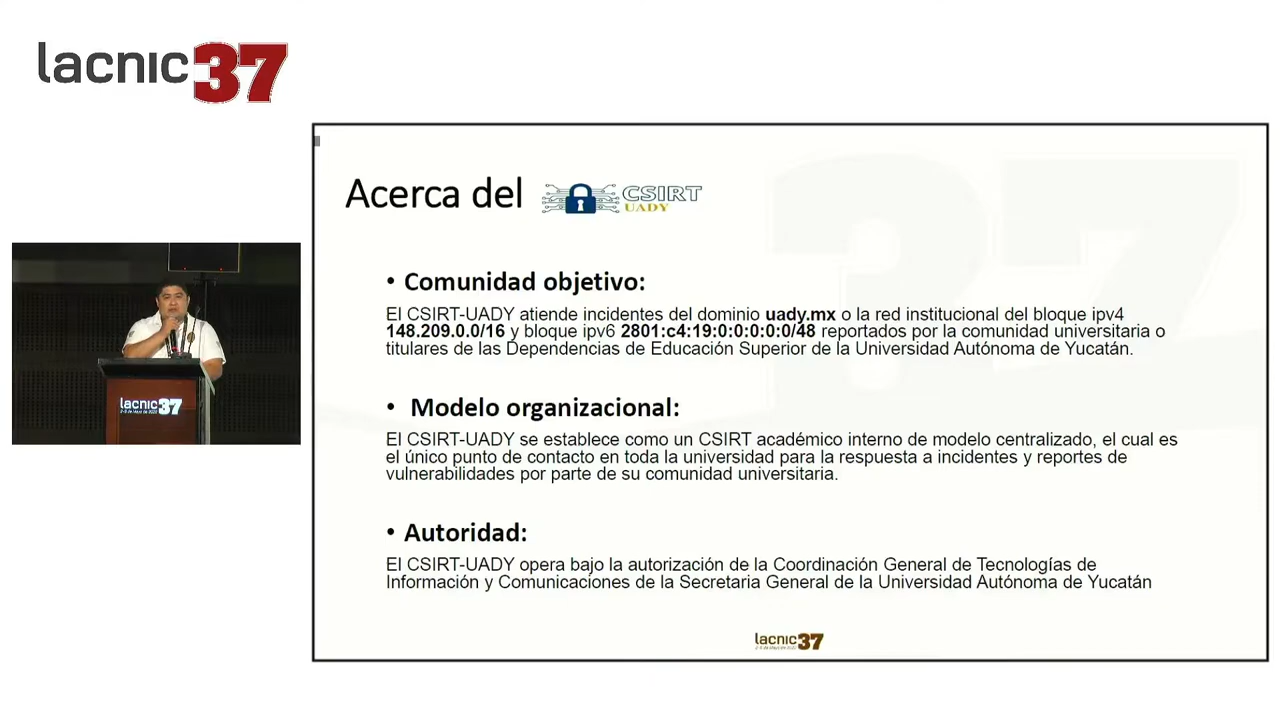 lacnic37
Acerca del CSIRT
UADY
• Comunidad objetivo:
El CSIRT-UADY atiende incidentes del dominio uady.mx o la red institucional del bloque ipv4
148.209.0.0/16 y bloque ipv6 2801:c4:19:0:0:0:0:0/48 reportados por la comunidad universitaria o
titulares de las Dependencias de Educación Superior de la Universidad Autónoma de Yucatán.
• Modelo organizacional:
El CSIRT-UADY se establece como un CSIRT académico interno de modelo centralizado, el cual es
el único punto de contacto en toda la universidad para la respuesta a incidentes y reportes de
vulnerabilidades por parte de su comunidad universitaria.
• Autoridad:
El CSIRT-UADY opera bajo la autorización de la Coordinación General de Tecnologías de
Información y Comunicaciones de la Secretaria General de la Universidad Autónoma de Yucatán
lacnic37
lacnic37